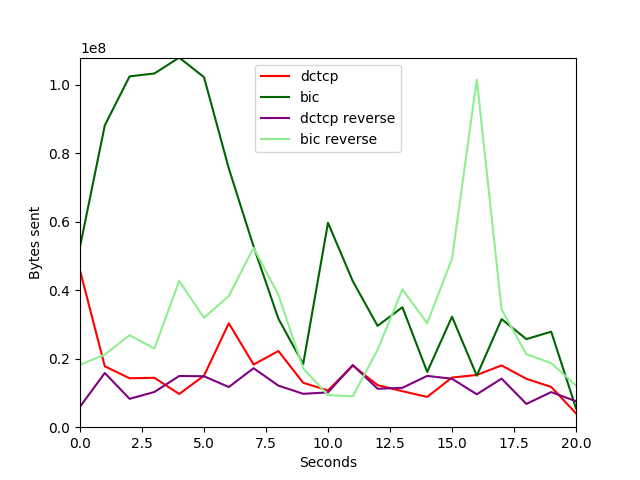 1e8
1.0
0.8
0.6
0.4
0.2
0.0
Bytes sent
dctcp
bic
dctcp reverse
bic reverse
0.0 2.5 5.0 7.5 10.0 12.5 15.0 17.5 20.0
Seconds